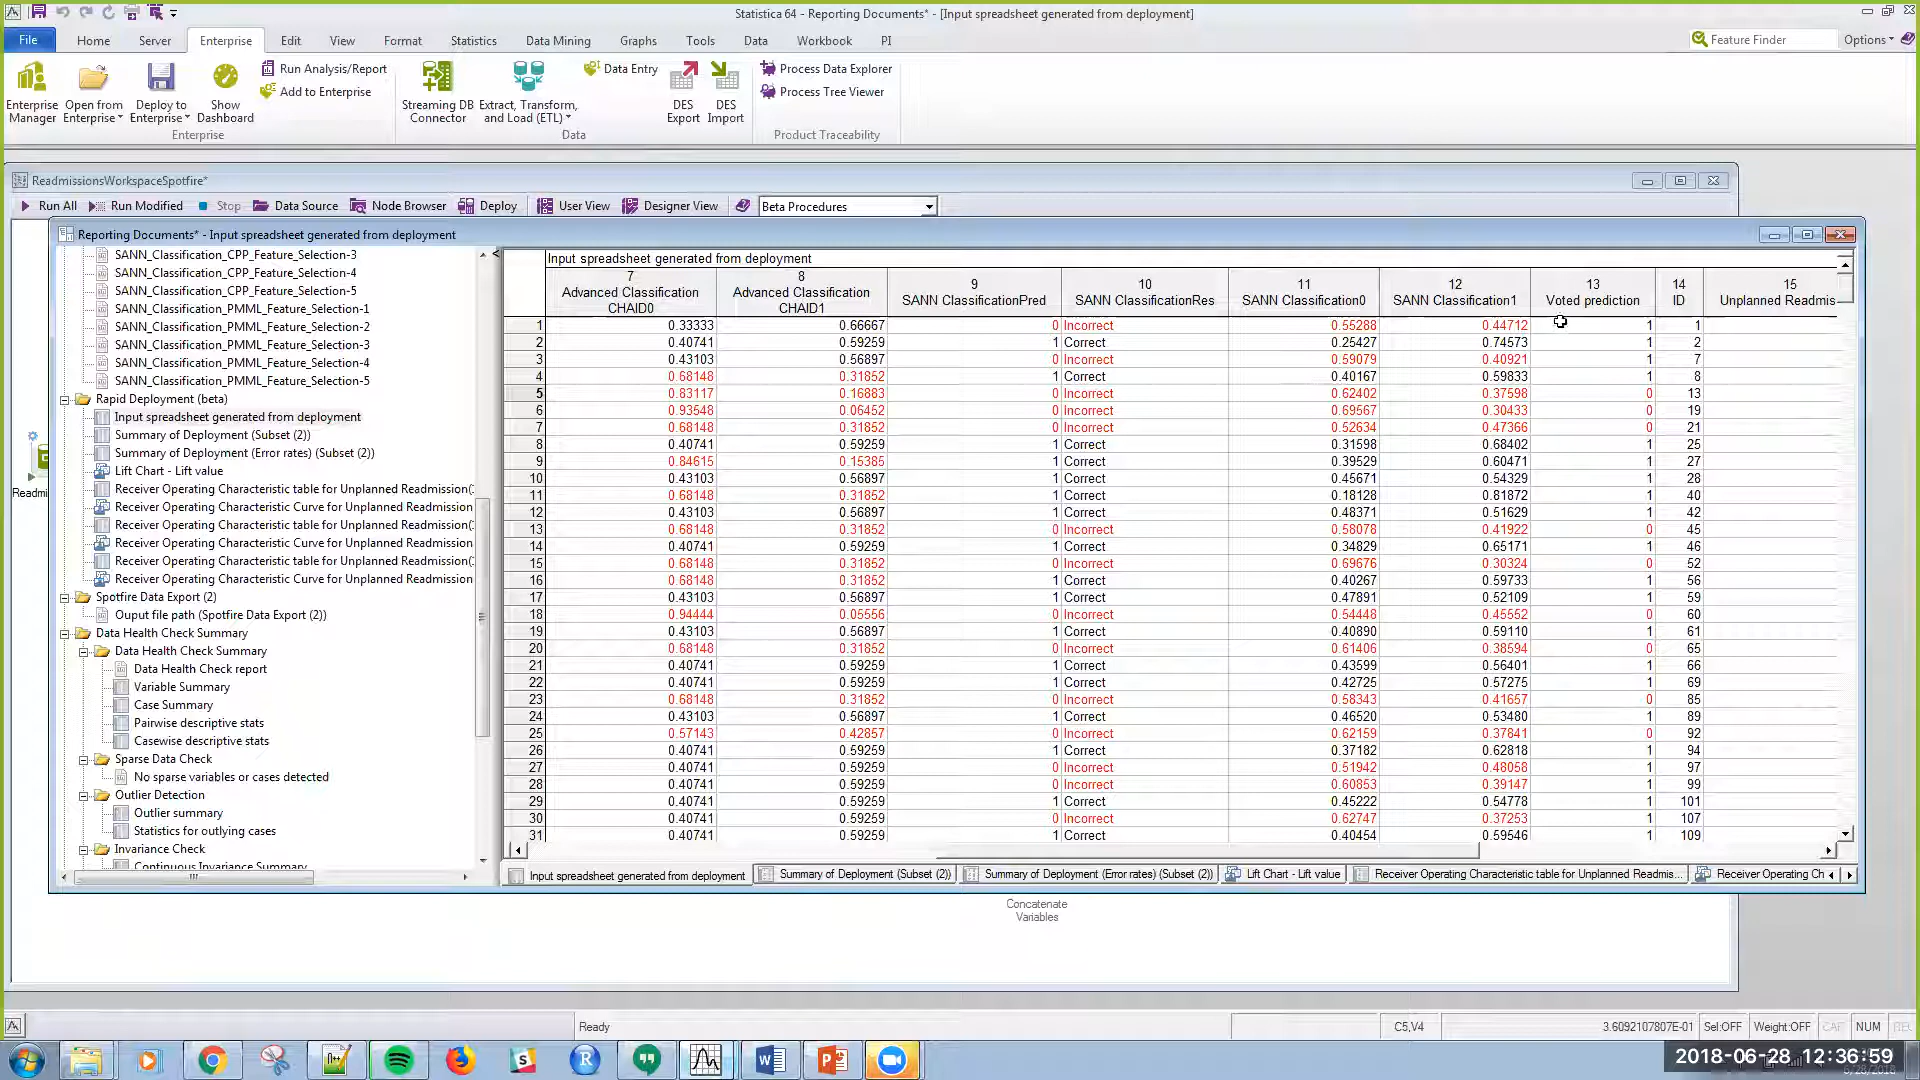 Statistica 64 - Reporting Documents* - [Input spreadsheet generated from deployment]
File Home Server Enterprise Edit View Format Statistics Data Mining Graphs Tools Data Workbook PI Feature Finder Options
Run Analysis/Report
Add to Enterprise
Data Entry
Process Data Explorer
Process Tree Viewer
Enterprise Manager
Open from Enterprise
Deploy to Enterprise
Show Dashboard
Streaming DB Connector
Extract, Transform, and Load (ETL)
DES Export
DES Import
Enterprise Data Product Traceability
ReadmissionsWorkspaceSpotfire*
Run All Run Modified Stop Data Source Node Browser Deploy User View Designer View Beta Procedures
Readmi
Reporting Documents* - Input spreadsheet generated from deployment
SANN_Classification_CPP_Feature_Selection-3
SANN_Classification_CPP_Feature_Selection-4
SANN_Classification_CPP_Feature_Selection-5
SANN_Classification_PMML_Feature_Selection-1
SANN_Classification_PMML_Feature_Selection-2
SANN_Classification_PMML_Feature_Selection-3
SANN_Classification_PMML_Feature_Selection-4
SANN_Classification_PMML_Feature_Selection-5
Rapid Deployment (beta)
Input spreadsheet generated from deployment
Summary of Deployment (Subset (2))
Summary of Deployment (Error rates) (Subset (2))
Lift Chart - Lift value
Receiver Operating Characteristic table for Unplanned Readmission(
Receiver Operating Characteristic Curve for Unplanned Readmission
Receiver Operating Characteristic table for Unplanned Readmission(
Receiver Operating Characteristic Curve for Unplanned Readmission
Receiver Operating Characteristic table for Unplanned Readmission(
Receiver Operating Characteristic Curve for Unplanned Readmission
Spotfire Data Export (2)
Ouput file path (Spotfire Data Export (2))
Data Health Check Summary
Data Health Check Summary
Data Health Check report
Variable Summary
Case Summary
Pairwise descriptive stats
Casewise descriptive stats
Sparse Data Check
No sparse variables or cases detected
Outlier Detection
Outlier summary
Statistics for outlying cases
Invariance Check
Continuous Invariance Summary
Input spreadsheet generated from deployment
7 8 9 10 11 12 13 14 15
Advanced Classification CHAID0 Advanced Classification CHAID1 SANN ClassificationPred SANN ClassificationRes SANN Classification0 SANN Classification1 Voted prediction ID Unplanned Readmis
1 0.33333 0.66667 0 Incorrect 0.55288 0.44712 1 1
2 0.40741 0.59259 1 Correct 0.25427 0.74573 1 2
3 0.43103 0.56897 0 Incorrect 0.59079 0.40921 1 7
4 0.68148 0.31852 1 Correct 0.40167 0.59833 1 8
5 0.83117 0.16883 0 Incorrect 0.62402 0.37598 0 13
6 0.93548 0.06452 0 Incorrect 0.69567 0.30433 0 19
7 0.68148 0.31852 0 Incorrect 0.52634 0.47366 0 21
8 0.40741 0.59259 1 Correct 0.31598 0.68402 1 25
9 0.84615 0.15385 1 Correct 0.39529 0.60471 1 27
10 0.43103 0.56897 1 Correct 0.45671 0.54329 1 28
11 0.68148 0.31852 1 Correct 0.18128 0.81872 1 40
12 0.43103 0.56897 1 Correct 0.48371 0.51629 1 42
13 0.68148 0.31852 0 Incorrect 0.58078 0.41922 0 45
14 0.40741 0.59259 1 Correct 0.34829 0.65171 1 46
15 0.68148 0.31852 0 Incorrect 0.69676 0.30324 0 52
16 0.68148 0.31852 1 Correct 0.40267 0.59733 1 56
17 0.43103 0.56897 1 Correct 0.47891 0.52109 1 59
18 0.94444 0.05556 0 Incorrect 0.54448 0.45552 0 60
19 0.43103 0.56897 1 Correct 0.40890 0.59110 1 61
20 0.68148 0.31852 0 Incorrect 0.61406 0.38594 0 65
21 0.40741 0.59259 1 Correct 0.43599 0.56401 1 66
22 0.40741 0.59259 1 Correct 0.42725 0.57275 1 69
23 0.68148 0.31852 0 Incorrect 0.58343 0.41657 0 85
24 0.43103 0.56897 1 Correct 0.46520 0.53480 1 89
25 0.57143 0.42857 0 Incorrect 0.62159 0.37841 0 92
26 0.40741 0.59259 1 Correct 0.37182 0.62818 1 94
27 0.40741 0.59259 0 Incorrect 0.51942 0.48058 1 97
28 0.40741 0.59259 0 Incorrect 0.60853 0.39147 1 99
29 0.40741 0.59259 1 Correct 0.45222 0.54778 1 101
30 0.40741 0.59259 0 Incorrect 0.62747 0.37253 1 107
31 0.40741 0.59259 1 Correct 0.40454 0.59546 1 109
Input spreadsheet generated from deployment Summary of Deployment (Subset (2)) Summary of Deployment (Error rates) (Subset (2)) Lift Chart - Lift value Receiver Operating Characteristic table for Unplanned Readmis... Receiver Operating Ch
Concatenate
Variables
Ready C5,V4 3.6092107807E-01 Sel:OFF Weight:OFF CAP NUM REC
2018-06-28 12:36:59